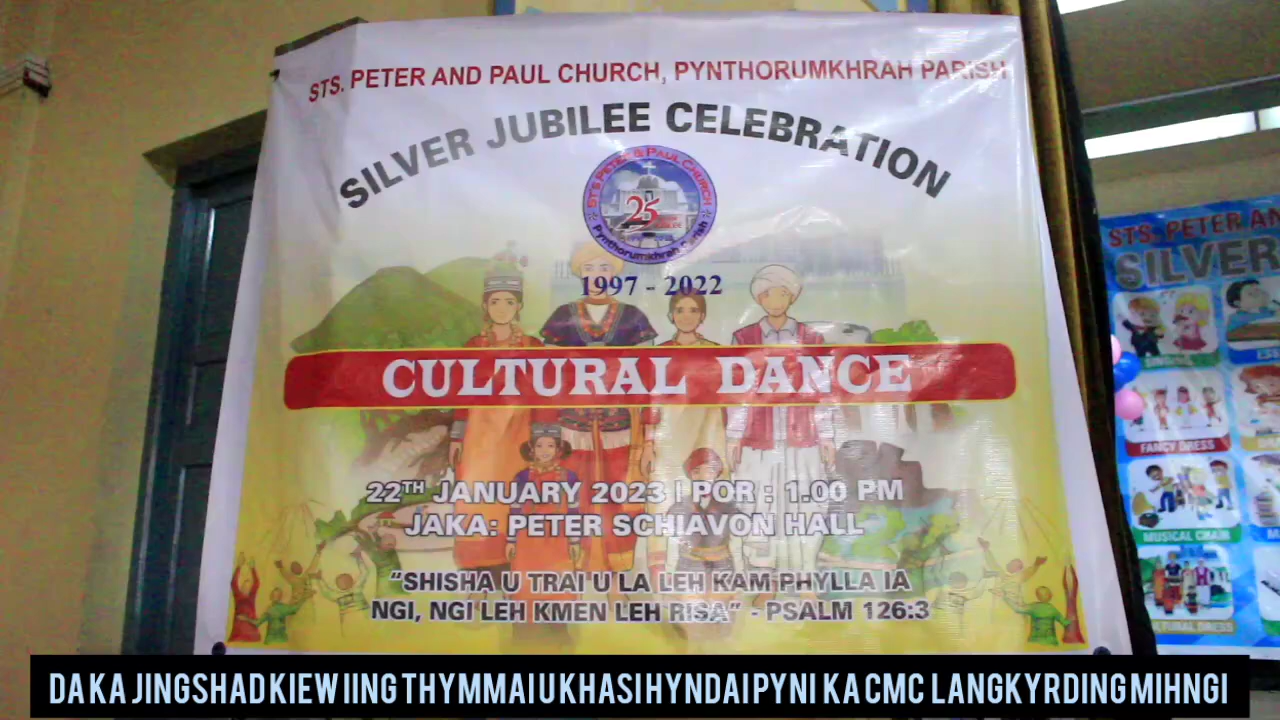 STS. PETER AND PAUL CHURCH, PYNTHORUMKHRAH PARISH
SILVER JUBILEE CELEBRATION
STS PETER & PAUL CHURCH
25
Pynthorumkhrah Parish
1997 - 2022
CULTURAL DANCE
22TH JANUARY 2023 | POR : 1.00 PM
JAKA: PETER SCHIAVON HALL
"SHISHA U TRAI U LA LEH KAM PHYLLA IA
NGI, NGI LEH KMEN LEH RISA" - PSALM 126:3
STS. PETER
SILVER
FANCY DRESS
MUSICAL CHAIR
CULTURAL DRESS
DA KA JINGSHAD KIEW IING THYMMAI U KHASI HYNDAI PYNI KA CMC LANGKYRDING MIHNGI